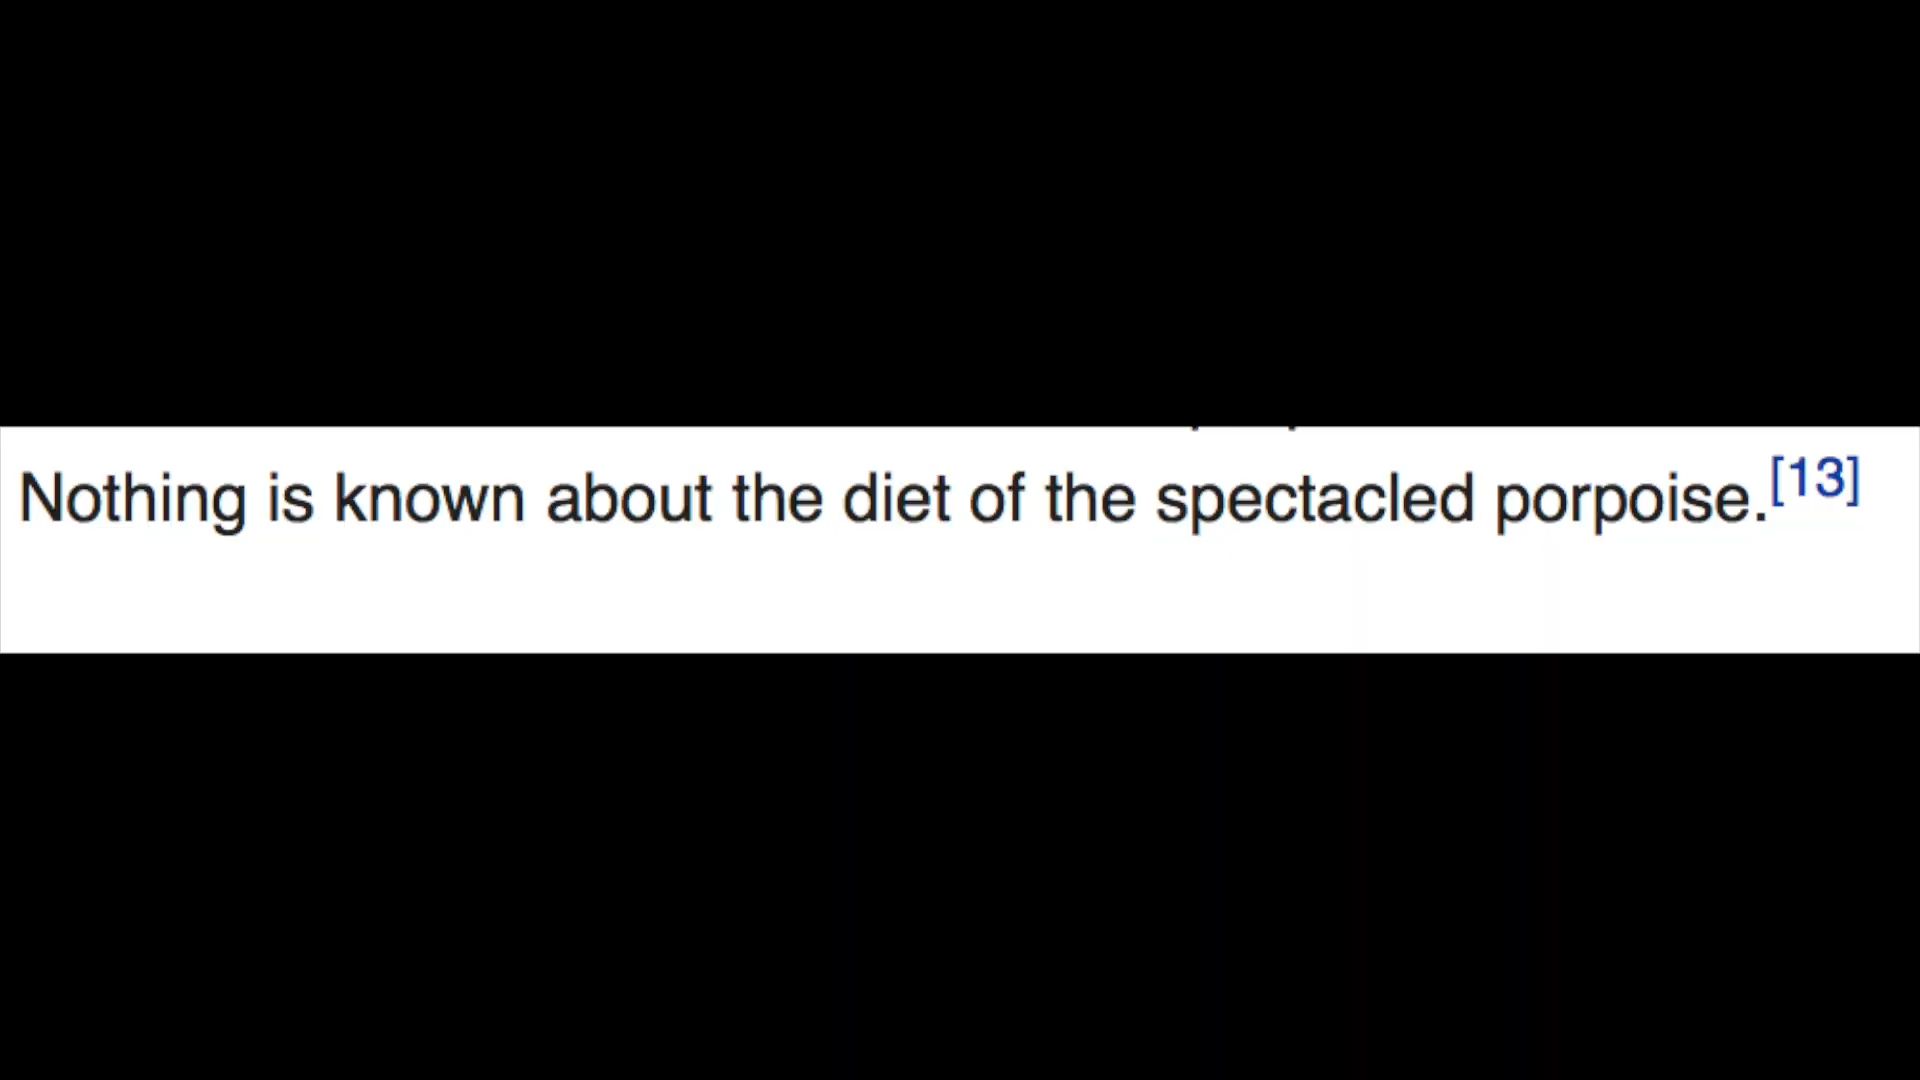 Nothing is known about the diet of the spectacled porpoise.[13]